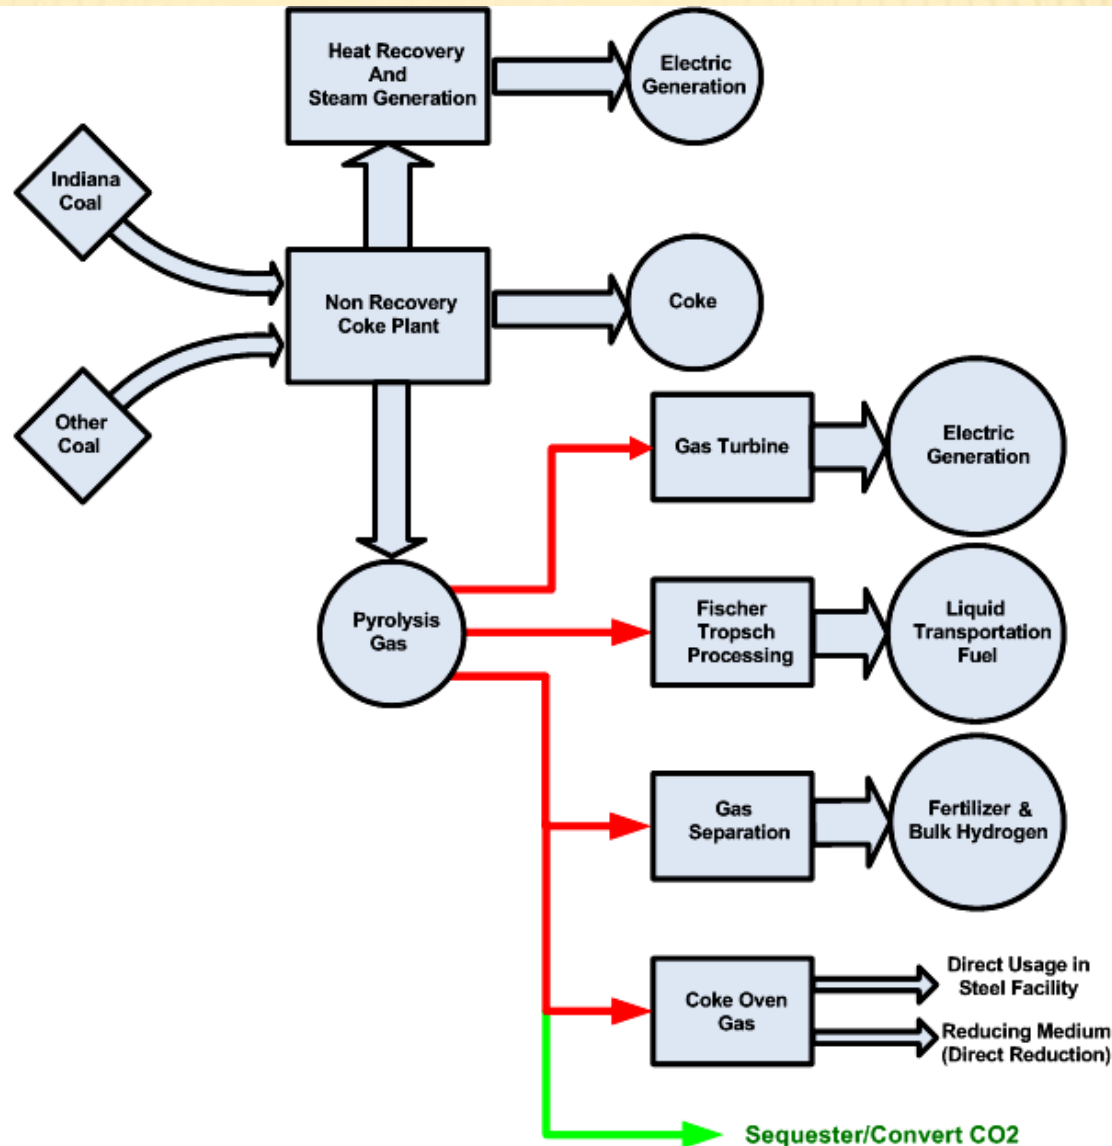 Heat Recovery
And
Steam Generation
Electric
Generation
Indiana
Coal
Non Recovery
Coke Plant
Coke
Other
Coal
Gas Turbine
Electric
Generation
Pyrolysis
Gas
Fischer
Tropsch
Processing
Liquid
Transportation
Fuel
Gas
Separation
Fertilizer &
Bulk Hydrogen
Coke Oven
Gas
Direct Usage in
Steel Facility
Reducing Medium
(Direct Reduction)
Sequester/Convert CO2